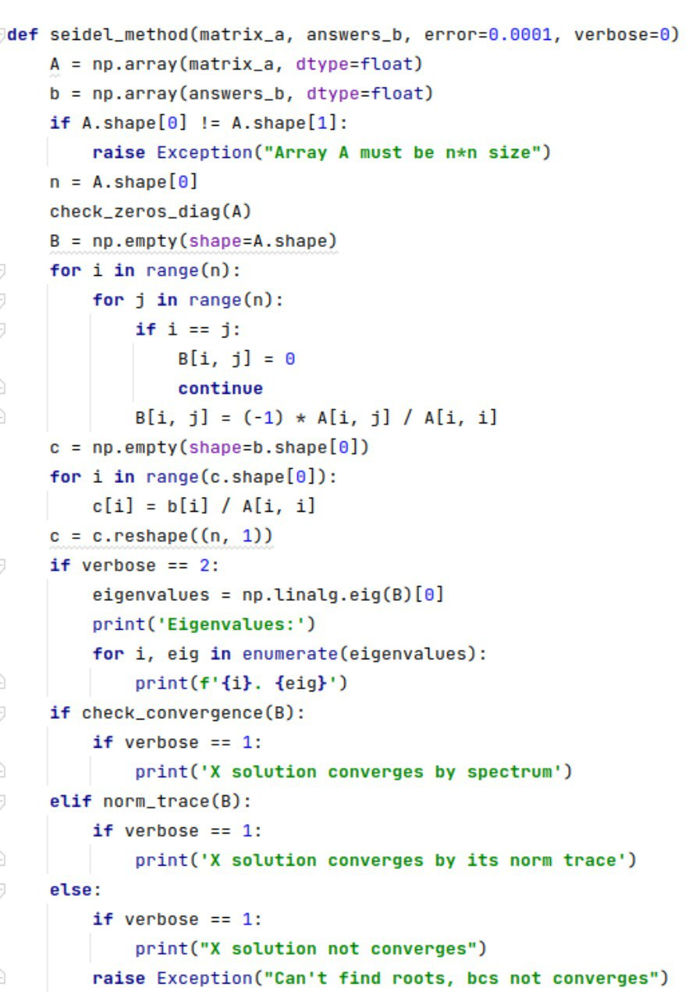 def seidel_method(matrix_a, answers_b, error=0.0001, verbose=0)
    A = np.array(matrix_a, dtype=float)
    b = np.array(answers_b, dtype=float)
    if A.shape[0] != A.shape[1]:
        raise Exception("Array A must be n*n size")
    n = A.shape[0]
    check_zeros_diag(A)
    B = np.empty(shape=A.shape)
    for i in range(n):
        for j in range(n):
            if i == j:
                B[i, j] = 0
                continue
            B[i, j] = (-1) * A[i, j] / A[i, i]
    c = np.empty(shape=b.shape[0])
    for i in range(c.shape[0]):
        c[i] = b[i] / A[i, i]
    c = c.reshape((n, 1))
    if verbose == 2:
        eigenvalues = np.linalg.eig(B)[0]
        print('Eigenvalues:')
        for i, eig in enumerate(eigenvalues):
            print(f'{i}. {eig}')
    if check_convergence(B):
        if verbose == 1:
            print('X solution converges by spectrum')
    elif norm_trace(B):
        if verbose == 1:
            print('X solution converges by its norm trace')
    else:
        if verbose == 1:
            print("X solution not converges")
        raise Exception("Can't find roots, bcs not converges")